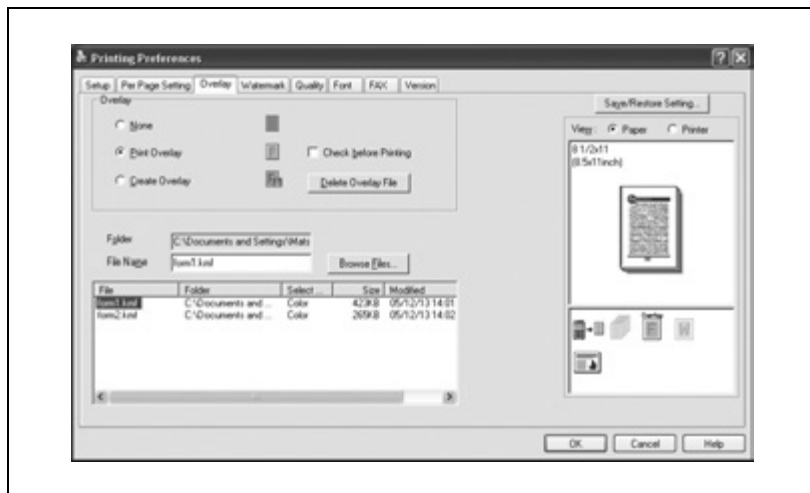 Printing Preferences
Setup Per Page Setting Overlay Watermark Quality Font FAX Version
Overlay
None
Print Overlay
Check before Printing
Create Overlay
Delete Overlay File
Folder C:\Documents and Settings\Mats
File Name form1.kml
Browse Files...
File Folder Select ... Size Modified
form1.kml C:\Documents and ... Color 423KB 05/12/13 14:01
form2.kml C:\Documents and ... Color 265KB 05/12/13 14:02
Save/Restore Setting...
View: Paper Printer
8 1/2x11
(8.5x11inch)
Overlay
W
OK Cancel Help